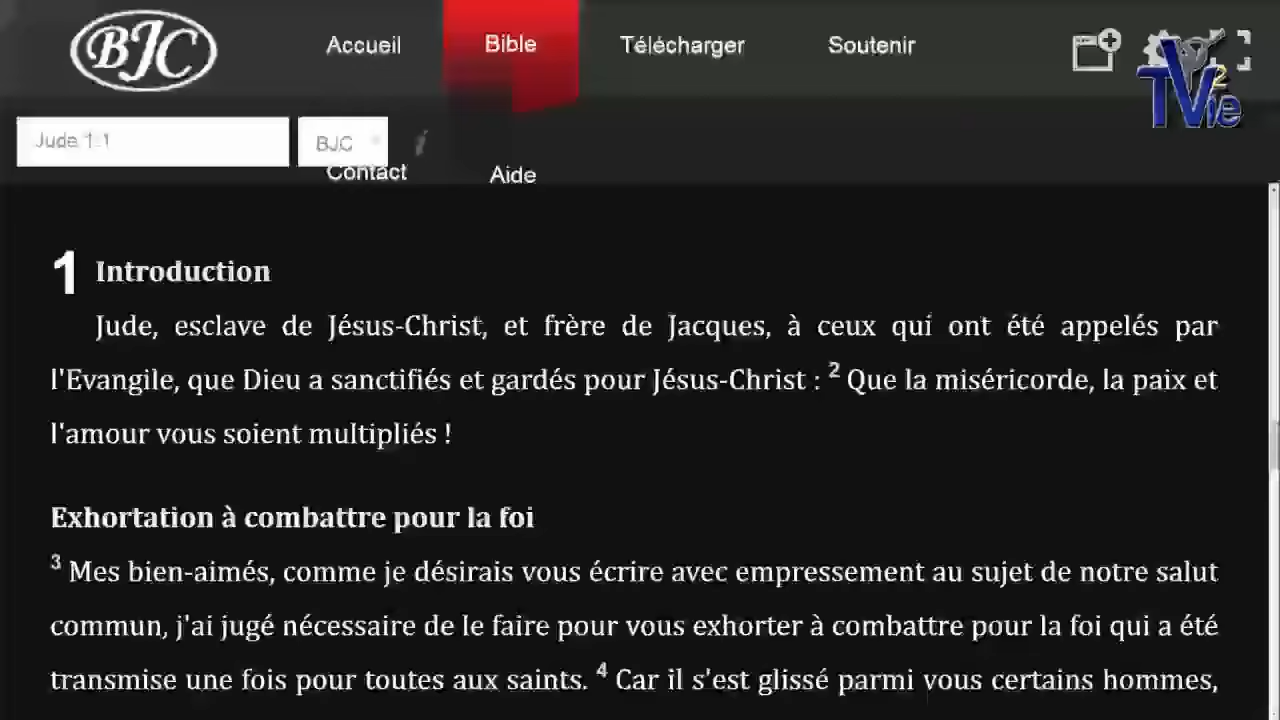 BJC
Accueil
Bible
Télécharger
Soutenir
TV2Vie
Jude 1:1
BJC
i
Contact
Aide
1 Introduction
Jude, esclave de Jésus-Christ, et frère de Jacques, à ceux qui ont été appelés par
l'Evangile, que Dieu a sanctifiés et gardés pour Jésus-Christ : 2 Que la miséricorde, la paix et
l'amour vous soient multipliés !
Exhortation à combattre pour la foi
3 Mes bien-aimés, comme je désirais vous écrire avec empressement au sujet de notre salut
commun, j'ai jugé nécessaire de le faire pour vous exhorter à combattre pour la foi qui a été
transmise une fois pour toutes aux saints. 4 Car il s'est glissé parmi vous certains hommes,